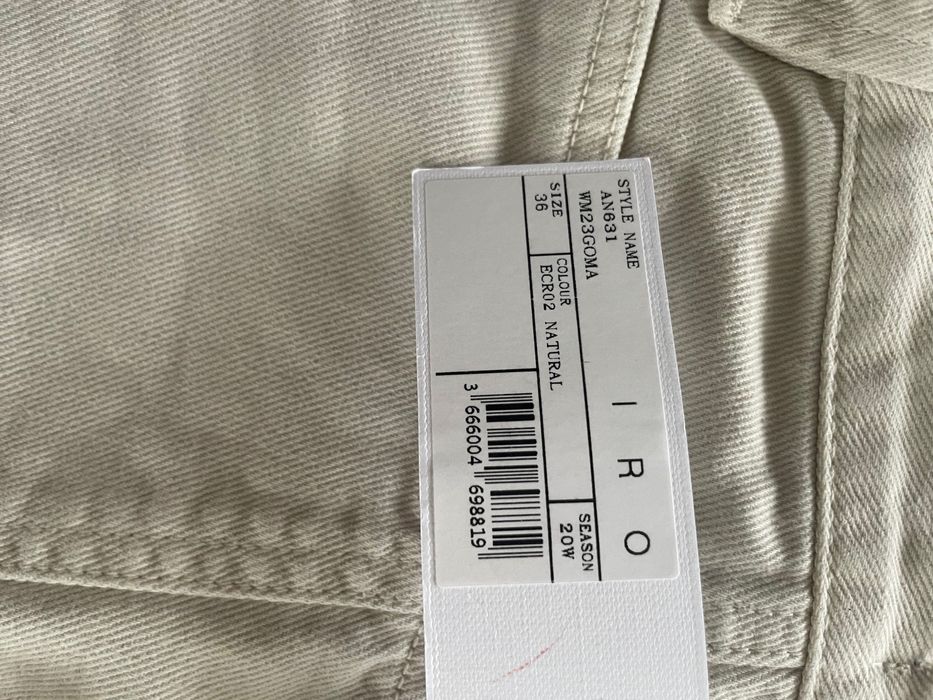 STYLE NAME
AN631
WM23GOMA
I R O
SIZE
36
COLOUR
ECR02 NATURAL
SEASON
20W
3 666004 698819